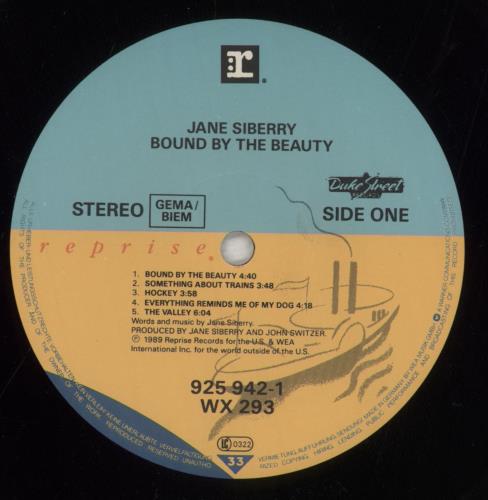 r
JANE SIBERRY
BOUND BY THE BEAUTY
Duke Street
STEREO GEMA/ BIEM SIDE ONE
reprise
1. BOUND BY THE BEAUTY 4:40
2. SOMETHING ABOUT TRAINS 3:48
3. HOCKEY 3:58
4. EVERYTHING REMINDS ME OF MY DOG 4:18
5. THE VALLEY 6:04
Words and music by Jane Siberry.
PRODUCED BY JANE SIBERRY AND JOHN SWITZER.
℗ 1989 Reprise Records for the U.S. & WEA
International Inc. for the world outside of the U.S.
925 942-1
WX 293
LC 0322
33